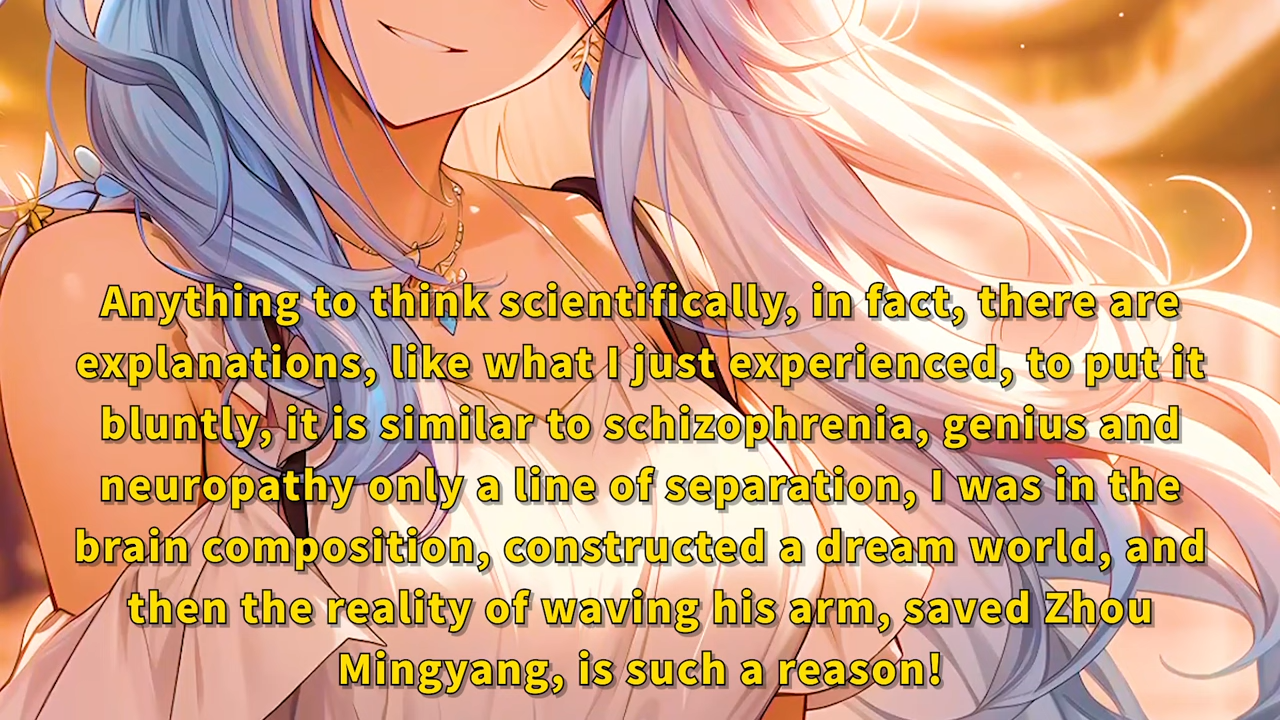 Anything to think scientifically, in fact, there are
explanations, like what I just experienced, to put it
bluntly, it is similar to schizophrenia, genius and
neuropathy only a line of separation, I was in the
brain composition, constructed a dream world, and
then the reality of waving his arm, saved Zhou
Mingyang, is such a reason!